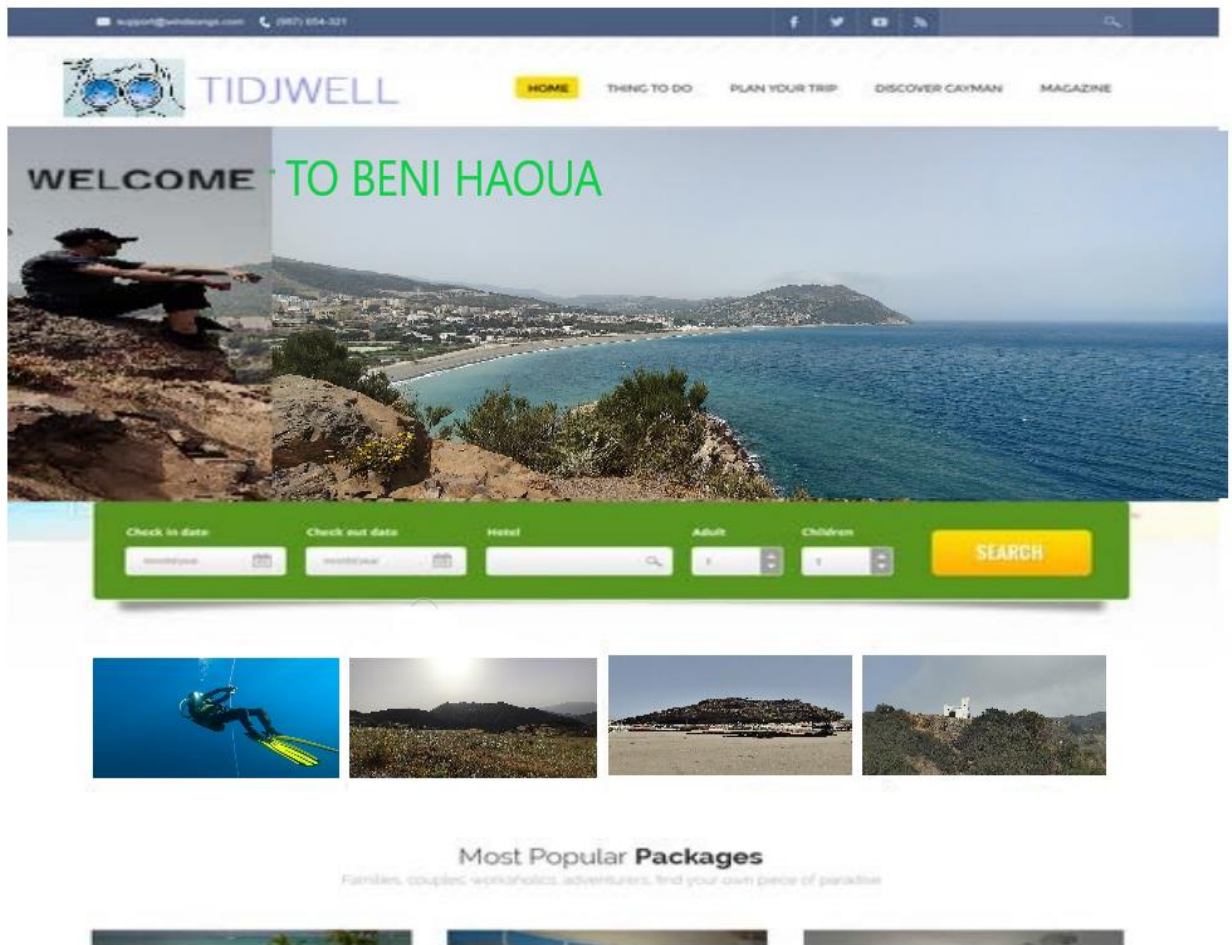 support@windsongs.com (987) 654-321
TIDJWELL
HOME THING TO DO PLAN YOUR TRIP DISCOVER CAYMAN MAGAZINE
WELCOME TO BENI HAOUA
Check in date Check out date Hotel Adult Children
SEARCH
Most Popular Packages
Families, couples, workaholics, adventurers, find your own piece of paradise